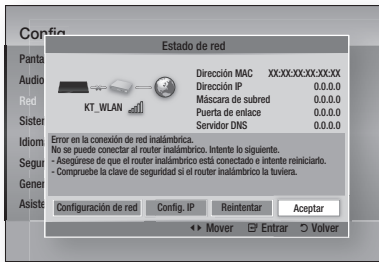 Config
Estado de red
Panta
Audio
Red
Sister
Idiom
Segur
Gener
Asiste
KT_WLAN
Dirección MAC XX:XX:XX:XX:XX:XX
Dirección IP 0.0.0.0
Máscara de subred 0.0.0.0
Puerta de enlace 0.0.0.0
Servidor DNS 0.0.0.0
Error en la conexión de red inalámbrica.
No se puede conectar al router inalámbrico. Intente lo siguiente.
- Asegúrese de que el router inalámbrico está conectado e intente reiniciarlo.
- Compruebe la clave de seguridad si el router inalámbrico la tuviera.
Configuración de red Config. IP Reintentar Aceptar
Mover Entrar Volver